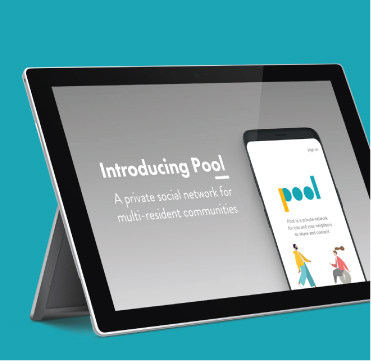 Introducing Pool
A private social network for
multi-resident communities
sign in
pool
Pool is a private network
for you and your neighbors
to share and connect